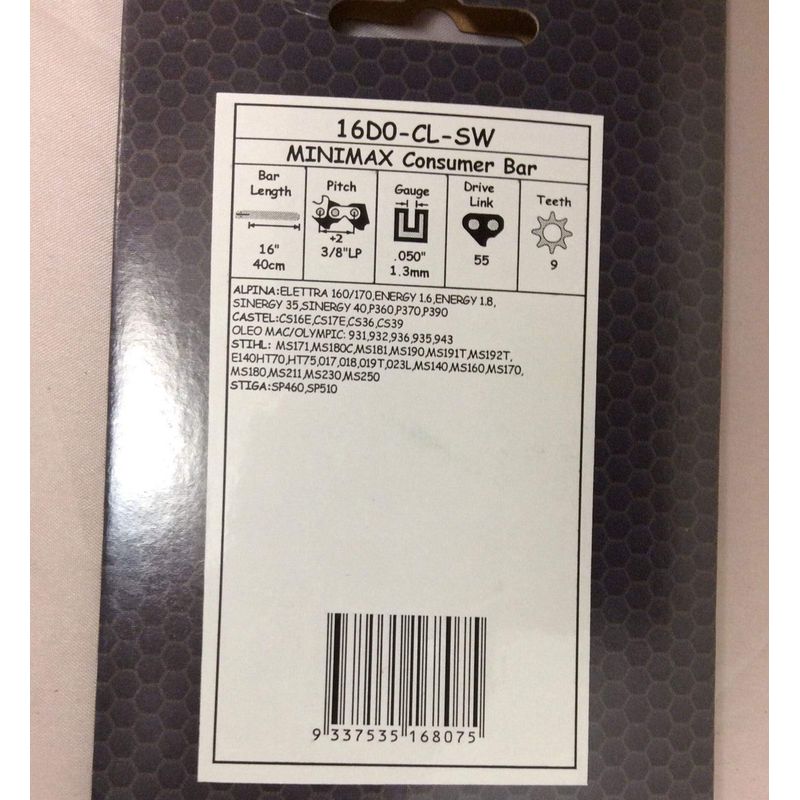 16D0-CL-SW
MINIMAX Consumer Bar
Bar Length
16"
40cm
Pitch
÷2
3/8"LP
Gauge
.050"
1.3mm
Drive Link
55
Teeth
9
ALPINA:ELETTRA 160/170,ENERGY 1.6,ENERGY 1.8,
SINERGY 35,SINERGY 40,P360,P370,P390
CASTEL:CS16E,CS17E,CS36,CS39
OLEO MAC/OLYMPIC: 931,932,936,935,943
STIHL: MS171,MS180C,MS181,MS190,MS191T,MS192T,
E140HT70,HT75,017,018,019T,023L,MS140,MS160,MS170,
MS180,MS211,MS230,MS250
STIGA:SP460,SP510
9 337535 168075